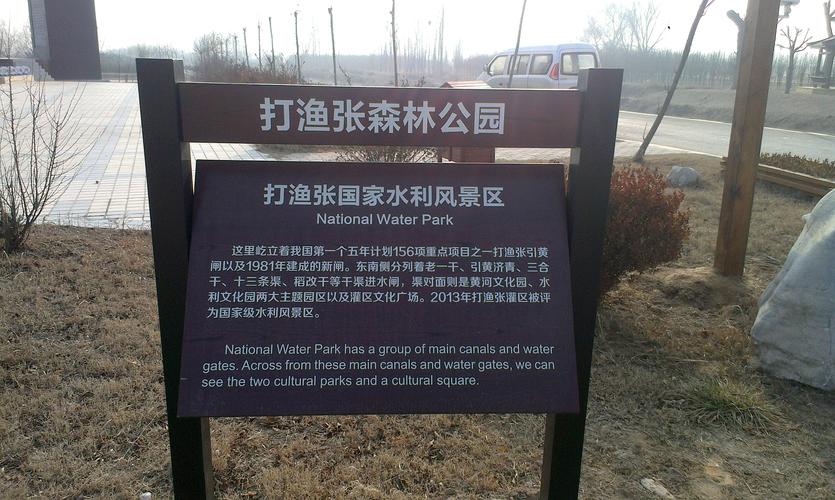 打渔张森林公园
打渔张国家水利风景区
National Water Park
这里屹立着我国第一个五年计划156项重点项目之一打渔张引黄
闸以及1981年建成的新闸。东南侧分列着老一干、引黄济青、三合
干、十三条渠、稻改干等干渠进水闸，渠对面则是黄河文化园、水
利文化园两大主题园区以及灌区文化广场。2013年打渔张灌区被评
为国家级水利风景区。
National Water Park has a group of main canals and water
gates. Across from these main canals and water gates, we can
see the two cultural parks and a cultural square.